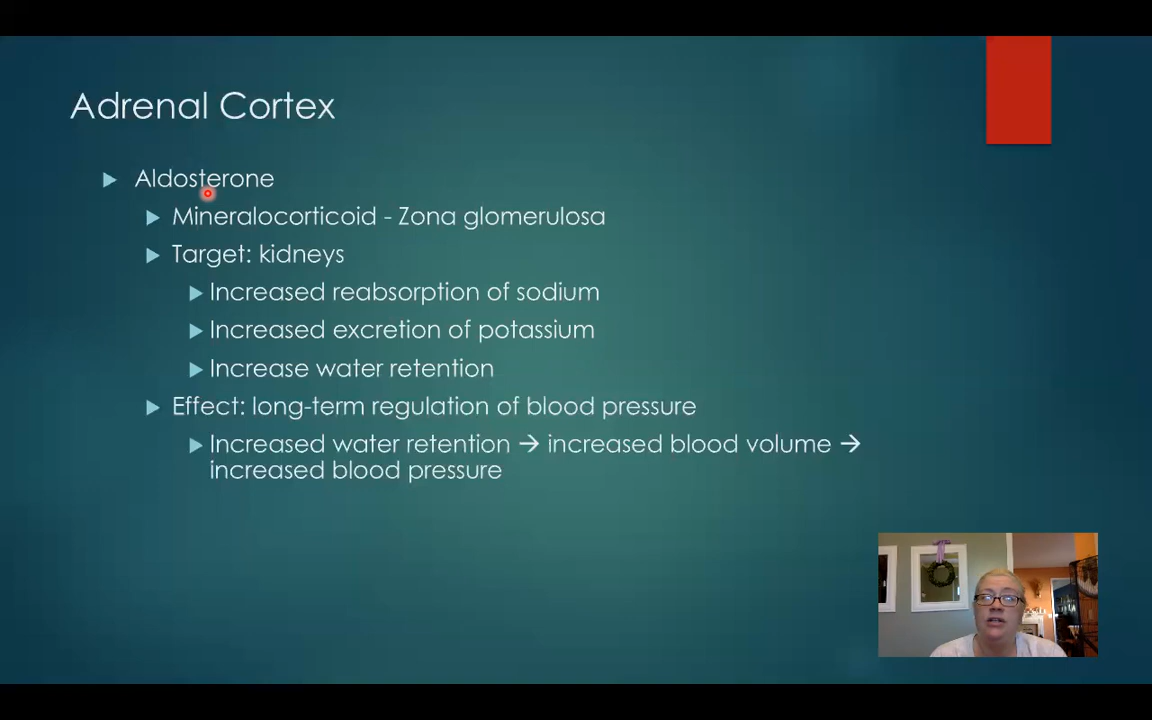 Adrenal Cortex
Aldosterone
Mineralocorticoid - Zona glomerulosa
Target: kidneys
Increased reabsorption of sodium
Increased excretion of potassium
Increase water retention
Effect: long-term regulation of blood pressure
Increased water retention → increased blood volume →
increased blood pressure